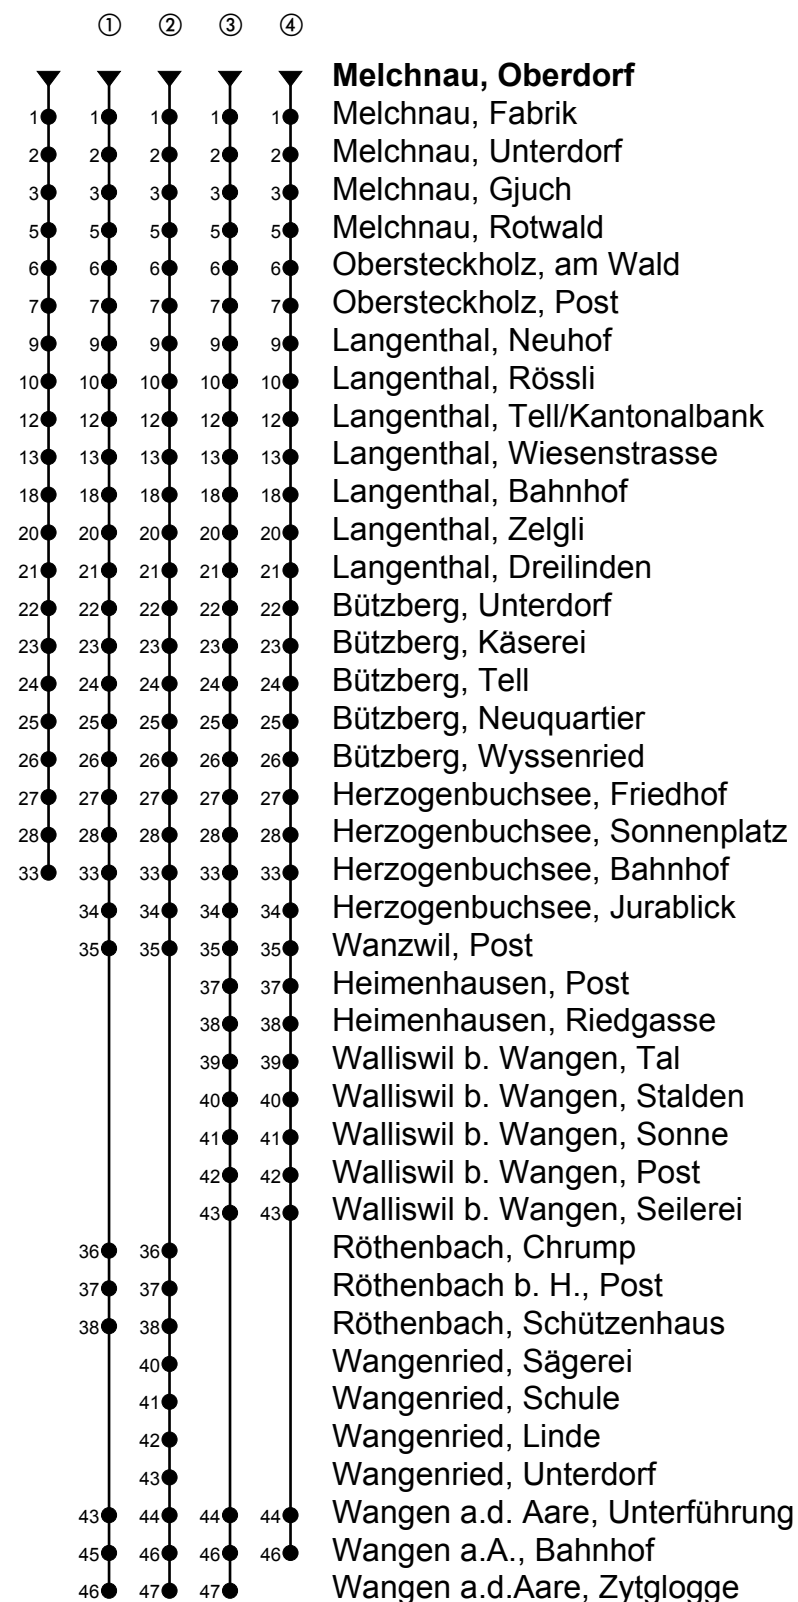 ① ② ③ ④
Melchnau, Oberdorf
1 1 1 1 1 Melchnau, Fabrik
2 2 2 2 2 Melchnau, Unterdorf
3 3 3 3 3 Melchnau, Gjuch
5 5 5 5 5 Melchnau, Rotwald
6 6 6 6 6 Obersteckholz, am Wald
7 7 7 7 7 Obersteckholz, Post
9 9 9 9 9 Langenthal, Neuhof
10 10 10 10 10 Langenthal, Rössli
12 12 12 12 12 Langenthal, Tell/Kantonalbank
13 13 13 13 13 Langenthal, Wiesenstrasse
18 18 18 18 18 Langenthal, Bahnhof
20 20 20 20 20 Langenthal, Zelgli
21 21 21 21 21 Langenthal, Dreilinden
22 22 22 22 22 Bützberg, Unterdorf
23 23 23 23 23 Bützberg, Käserei
24 24 24 24 24 Bützberg, Tell
25 25 25 25 25 Bützberg, Neuquartier
26 26 26 26 26 Bützberg, Wyssenried
27 27 27 27 27 Herzogenbuchsee, Friedhof
28 28 28 28 28 Herzogenbuchsee, Sonnenplatz
33 33 33 33 33 Herzogenbuchsee, Bahnhof
34 34 34 34 Herzogenbuchsee, Jurablick
35 35 35 35 Wanzwil, Post
37 37 Heimenhausen, Post
38 38 Heimenhausen, Riedgasse
39 39 Walliswil b. Wangen, Tal
40 40 Walliswil b. Wangen, Stalden
41 41 Walliswil b. Wangen, Sonne
42 42 Walliswil b. Wangen, Post
43 43 Walliswil b. Wangen, Seilerei
36 36 Röthenbach, Chrump
37 37 Röthenbach b. H., Post
38 38 Röthenbach, Schützenhaus
40 Wangenried, Sägerei
41 Wangenried, Schule
42 Wangenried, Linde
43 Wangenried, Unterdorf
43 44 44 44 Wangen a.d. Aare, Unterführung
45 46 46 46 Wangen a.A., Bahnhof
46 47 47 Wangen a.d.Aare, Zytglogge